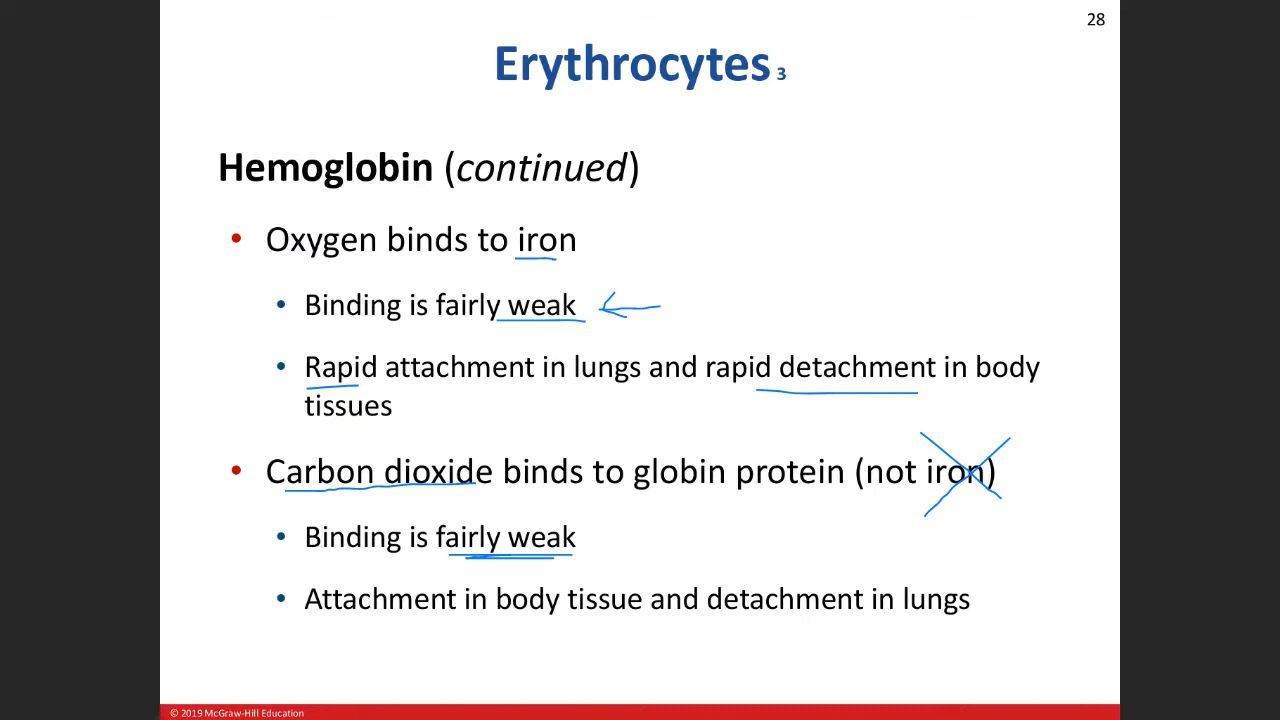 28
Erythrocytes 3
Hemoglobin (continued)
• Oxygen binds to iron
• Binding is fairly weak
• Rapid attachment in lungs and rapid detachment in body
tissues
• Carbon dioxide binds to globin protein (not iron)
• Binding is fairly weak
• Attachment in body tissue and detachment in lungs
© 2019 McGraw-Hill Education